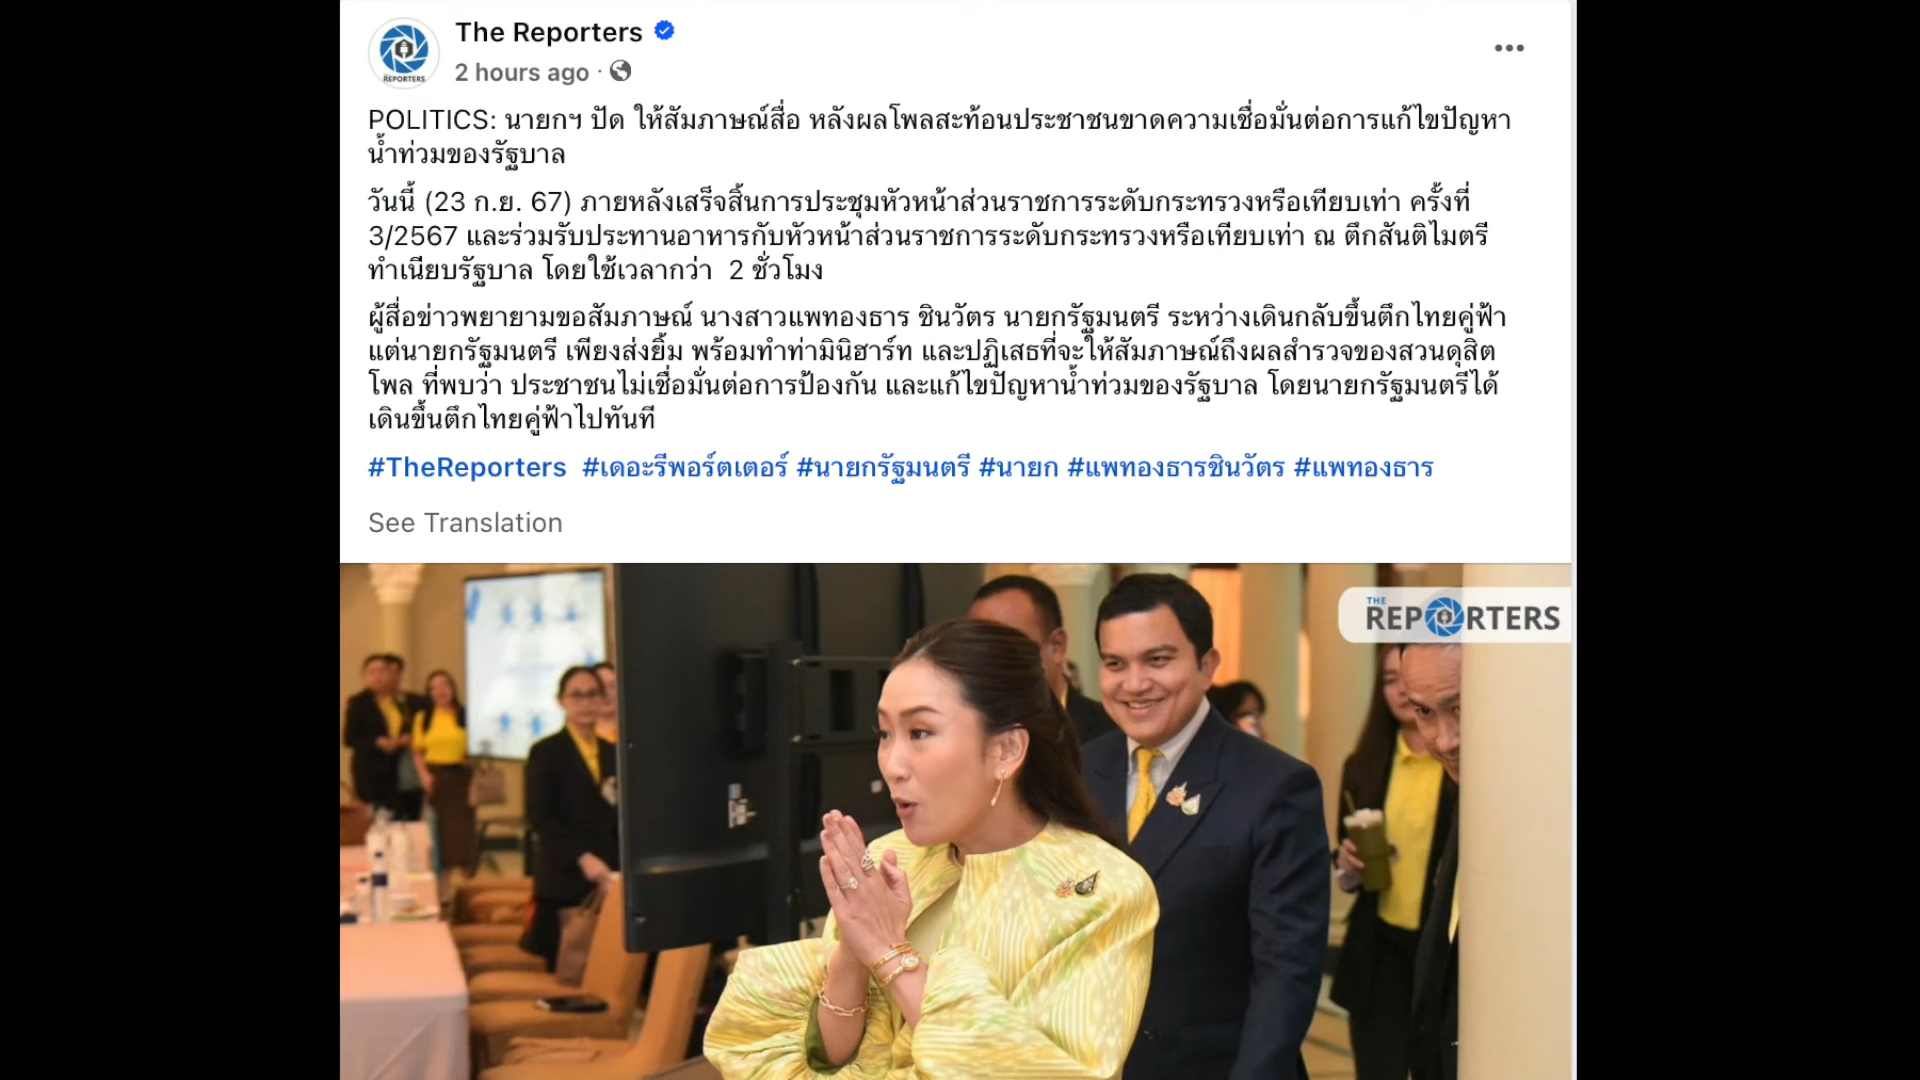 The Reporters
REPORTERS
2 hours ago ·
POLITICS: นายกฯ ปัด ให้สัมภาษณ์สื่อ หลังผลโพลสะท้อนประชาชนขาดความเชื่อมั่นต่อการแก้ไขปัญหา
น้ำท่วมของรัฐบาล
วันนี้ (23 ก.ย. 67) ภายหลังเสร็จสิ้นการประชุมหัวหน้าส่วนราชการระดับกระทรวงหรือเทียบเท่า ครั้งที่
3/2567 และร่วมรับประทานอาหารกับหัวหน้าส่วนราชการระดับกระทรวงหรือเทียบเท่า ณ ตึกสันติไมตรี
ทำเนียบรัฐบาล โดยใช้เวลากว่า 2 ชั่วโมง
ผู้สื่อข่าวพยายามขอสัมภาษณ์ นางสาวแพทองธาร ชินวัตร นายกรัฐมนตรี ระหว่างเดินกลับขึ้นตึกไทยคู่ฟ้า
แต่นายกรัฐมนตรี เพียงส่งยิ้ม พร้อมทำท่ามินิฮาร์ท และปฏิเสธที่จะให้สัมภาษณ์ถึงผลสำรวจของสวนดุสิต
โพล ที่พบว่า ประชาชนไม่เชื่อมั่นต่อการป้องกัน และแก้ไขปัญหาน้ำท่วมของรัฐบาล โดยนายกรัฐมนตรีได้
เดินขึ้นตึกไทยคู่ฟ้าไปทันที
#TheReporters #เดอะรีพอร์ตเตอร์ #นายกรัฐมนตรี #นายก #แพทองธารชินวัตร #แพทองธาร
See Translation
THE
REPORTERS